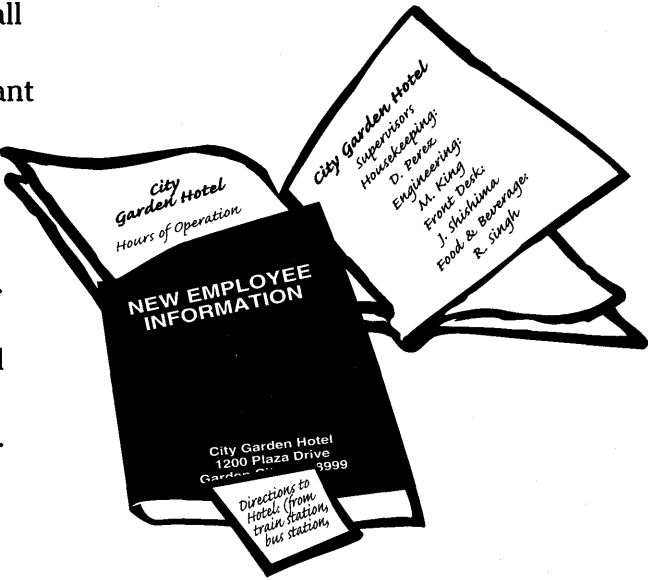 all
ant
.
l
.
City
Garden Hotel
Hours of Operation
City Garden Hotel
Supervisors
Housekeeping:
D. Perez
Engineering:
M. King
Front Desk:
J. Shishima
Food & Beverage:
R. Singh
NEW EMPLOYEE
INFORMATION
City Garden Hotel
1200 Plaza Drive
Garden
Directions to
Hotel: (from
train station,
bus station,